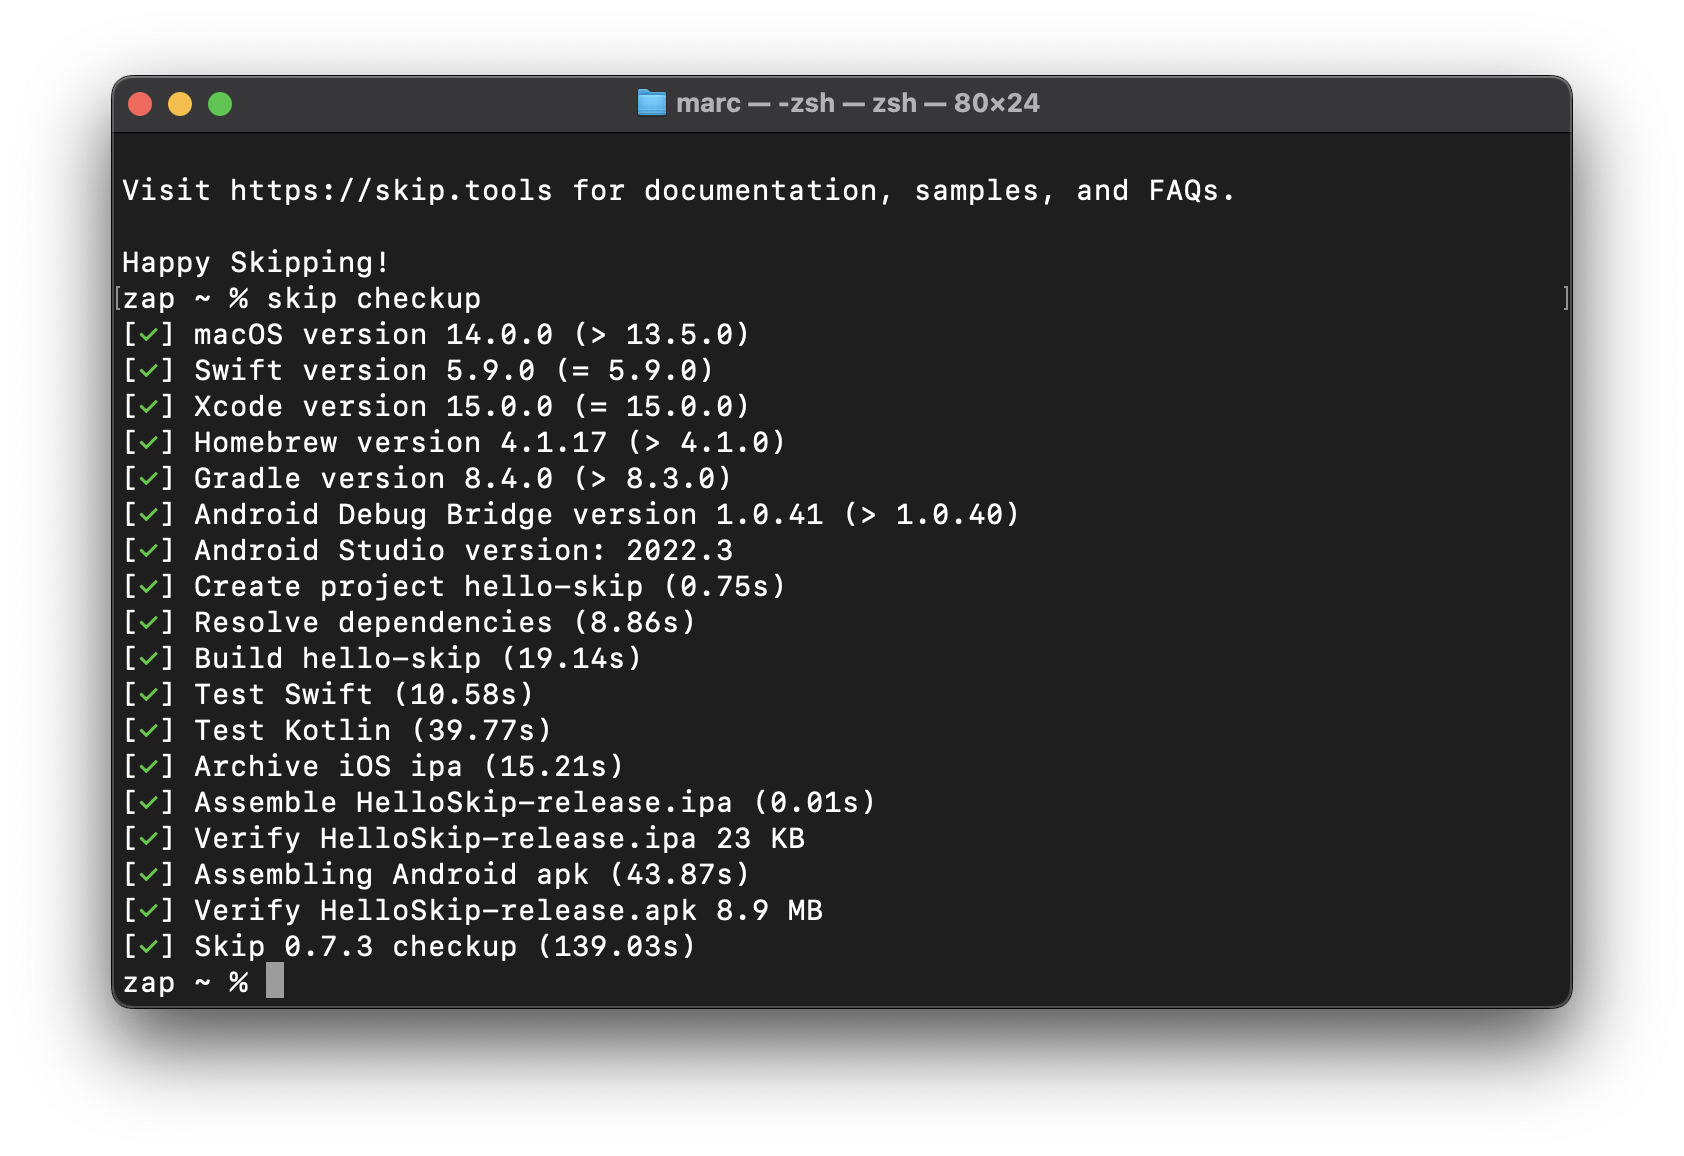 marc — -zsh — zsh — 80×24
Visit https://skip.tools for documentation, samples, and FAQs.
Happy Skipping!
[zap ~ % skip checkup ]
[✓] macOS version 14.0.0 (> 13.5.0)
[✓] Swift version 5.9.0 (= 5.9.0)
[✓] Xcode version 15.0.0 (= 15.0.0)
[✓] Homebrew version 4.1.17 (> 4.1.0)
[✓] Gradle version 8.4.0 (> 8.3.0)
[✓] Android Debug Bridge version 1.0.41 (> 1.0.40)
[✓] Android Studio version: 2022.3
[✓] Create project hello-skip (0.75s)
[✓] Resolve dependencies (8.86s)
[✓] Build hello-skip (19.14s)
[✓] Test Swift (10.58s)
[✓] Test Kotlin (39.77s)
[✓] Archive iOS ipa (15.21s)
[✓] Assemble HelloSkip-release.ipa (0.01s)
[✓] Verify HelloSkip-release.ipa 23 KB
[✓] Assembling Android apk (43.87s)
[✓] Verify HelloSkip-release.apk 8.9 MB
[✓] Skip 0.7.3 checkup (139.03s)
zap ~ %